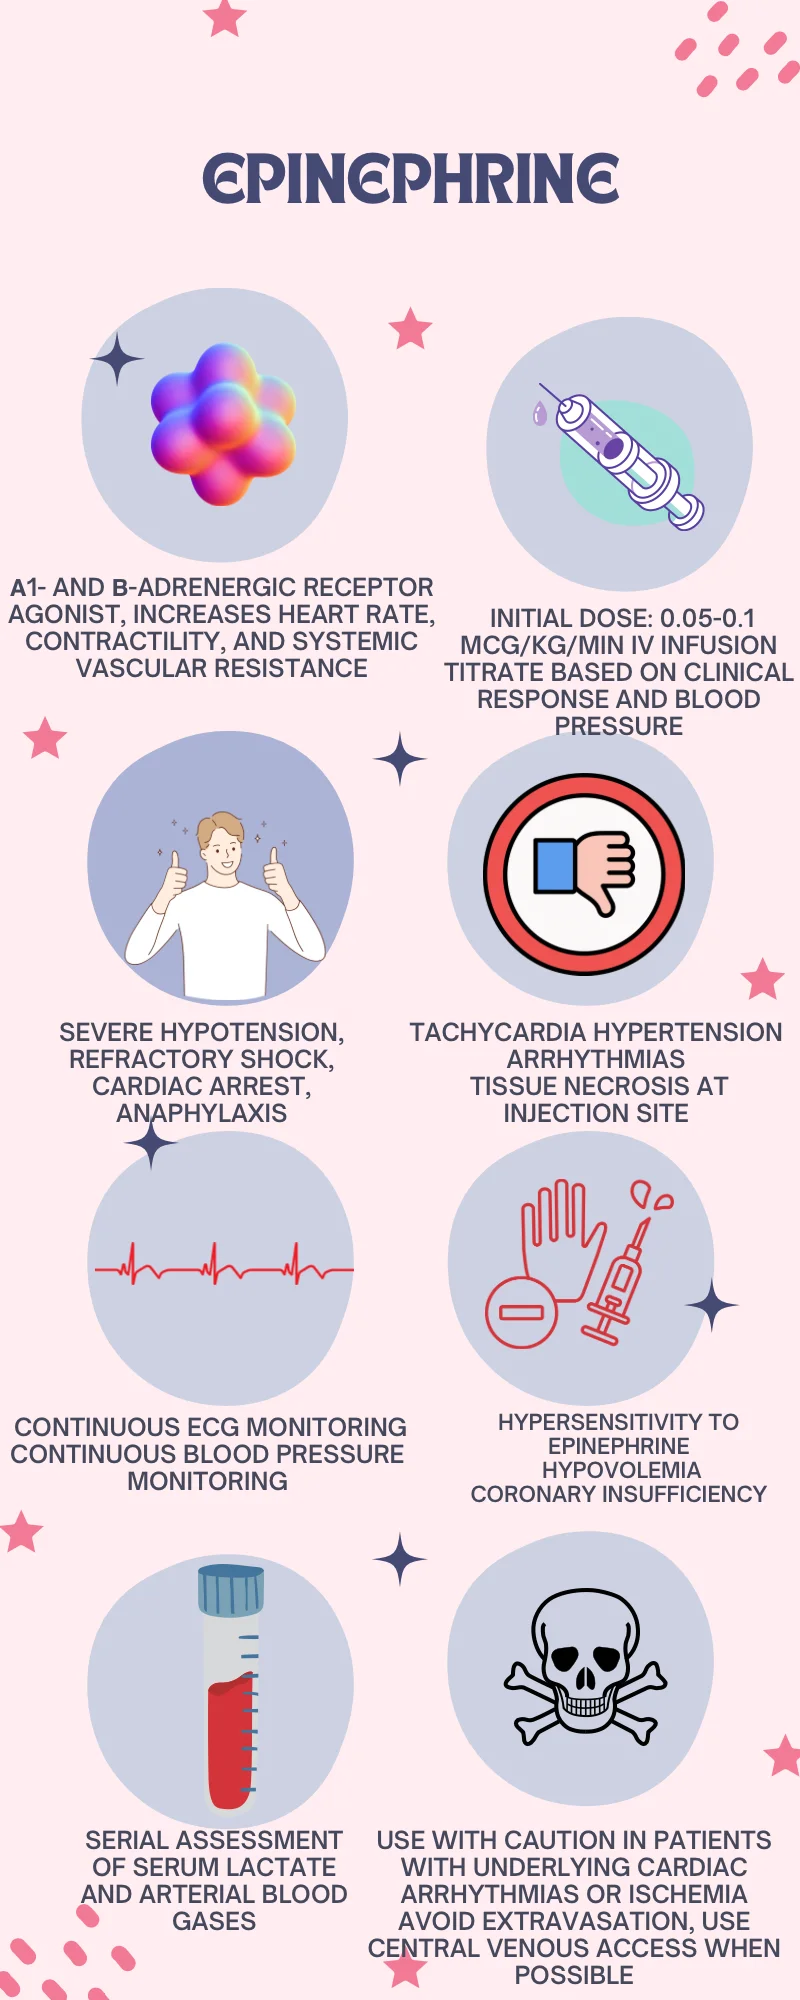 EPINEPHRINE
A1- AND B-ADRENERGIC RECEPTOR
AGONIST, INCREASES HEART RATE,
CONTRACTILITY, AND SYSTEMIC
VASCULAR RESISTANCE
INITIAL DOSE: 0.05-0.1
MCG/KG/MIN IV INFUSION
TITRATE BASED ON CLINICAL
RESPONSE AND BLOOD
PRESSURE
SEVERE HYPOTENSION,
REFRACTORY SHOCK,
CARDIAC ARREST,
ANAPHYLAXIS
TACHYCARDIA HYPERTENSION
ARRHYTHMIAS
TISSUE NECROSIS AT
INJECTION SITE
CONTINUOUS ECG MONITORING
CONTINUOUS BLOOD PRESSURE
MONITORING
HYPERSENSITIVITY TO
EPINEPHRINE
HYPOVOLEMIA
CORONARY INSUFFICIENCY
SERIAL ASSESSMENT
OF SERUM LACTATE
AND ARTERIAL BLOOD
GASES
USE WITH CAUTION IN PATIENTS
WITH UNDERLYING CARDIAC
ARRHYTHMIAS OR ISCHEMIA
AVOID EXTRAVASATION, USE
CENTRAL VENOUS ACCESS WHEN
POSSIBLE